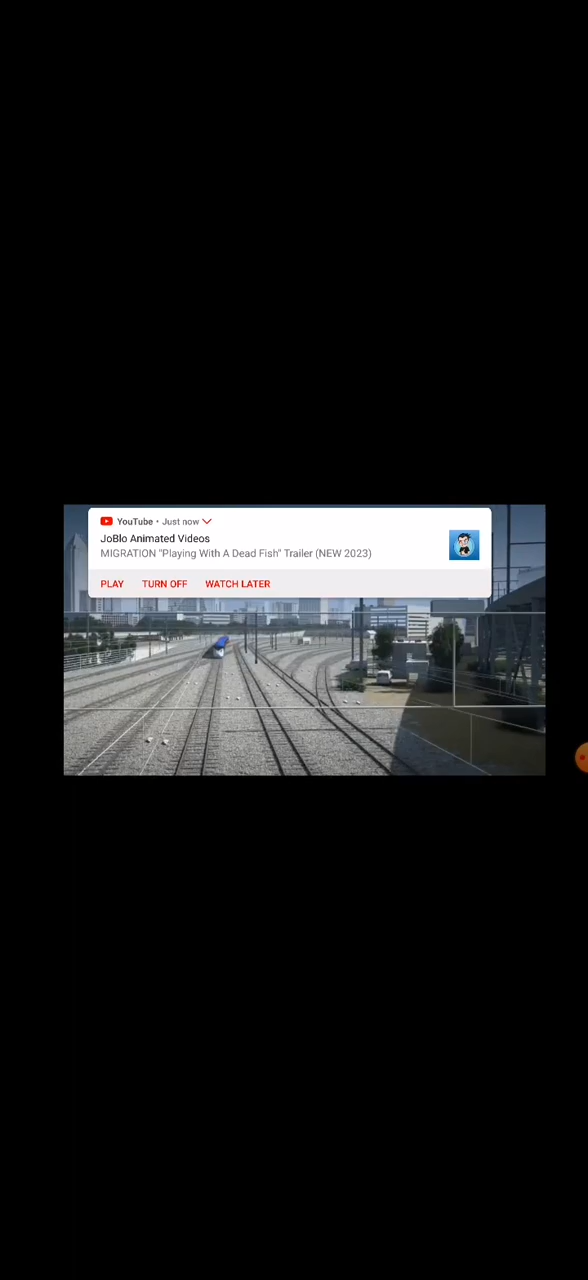 YouTube • Just now
JoBlo Animated Videos
MIGRATION "Playing With A Dead Fish" Trailer (NEW 2023)
PLAY TURN OFF WATCH LATER